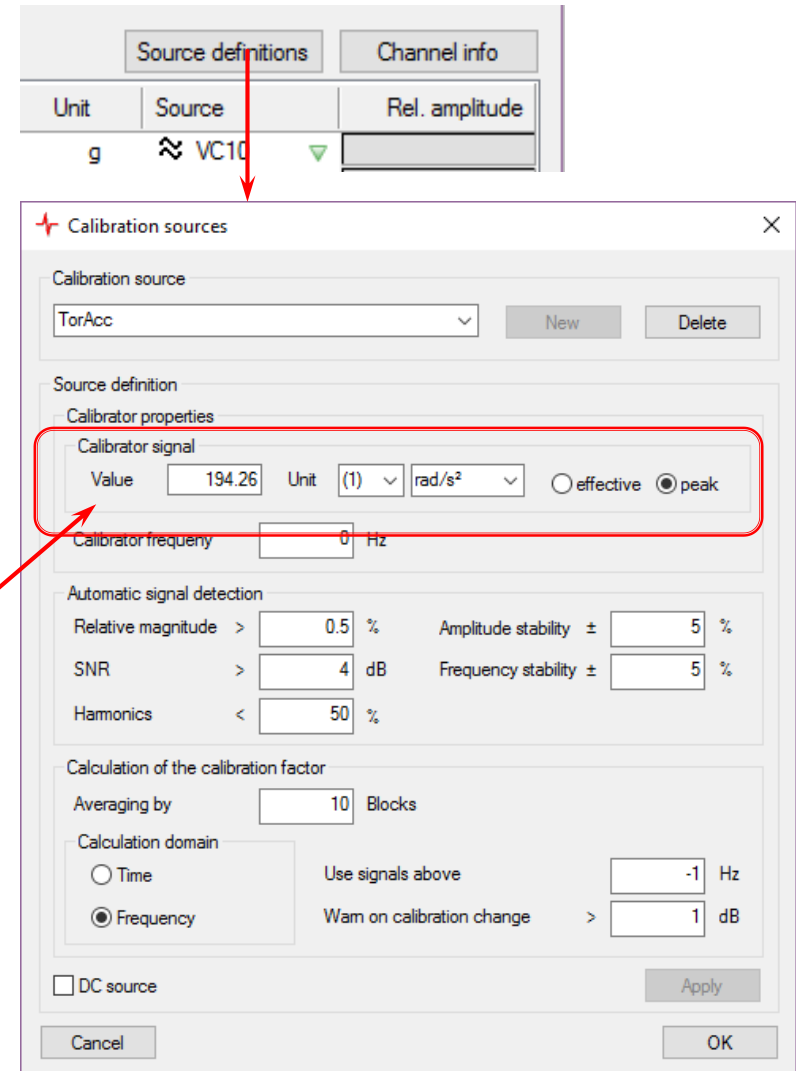 Source definitions Channel info
Unit Source Rel. amplitude
g VC10
Calibration sources
Calibration source
TorAcc New Delete
Source definition
Calibrator properties
Calibrator signal
Value 194.26 Unit (1) rad/s² effective peak
Calibrator frequeny 0 Hz
Automatic signal detection
Relative magnitude > 0.5 % Amplitude stability ± 5 %
SNR > 4 dB Frequency stability ± 5 %
Harmonics < 50 %
Calculation of the calibration factor
Averaging by 10 Blocks
Calculation domain
Time Use signals above -1 Hz
Frequency Warn on calibration change > 1 dB
DC source Apply
Cancel OK